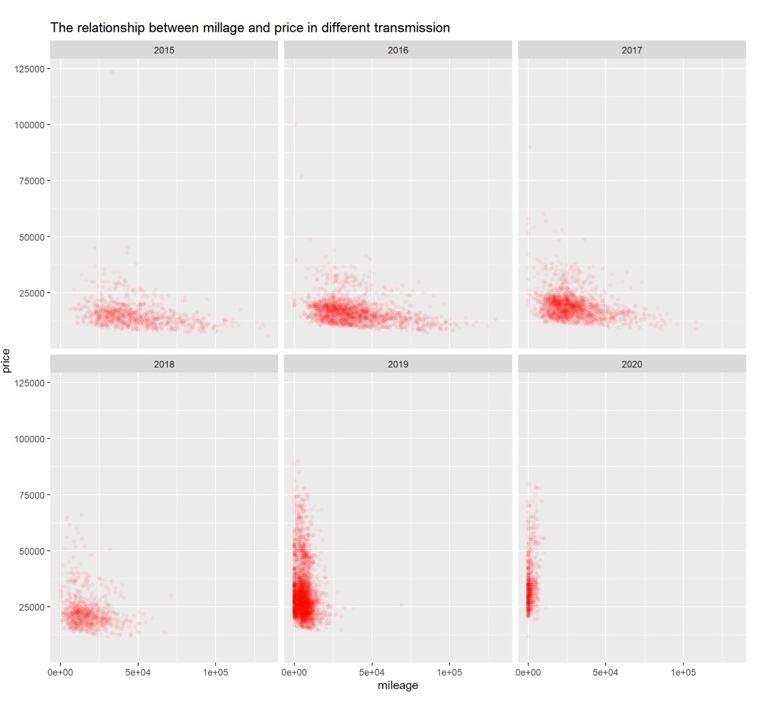 The relationship between millage and price in different transmission
2015 2016 2017
125000
100000
75000
50000
25000
price
2018 2019 2020
125000
100000
75000
50000
25000
0e+00 5e+04 1e+05 0e+00 5e+04 1e+05 0e+00 5e+04 1e+05
mileage